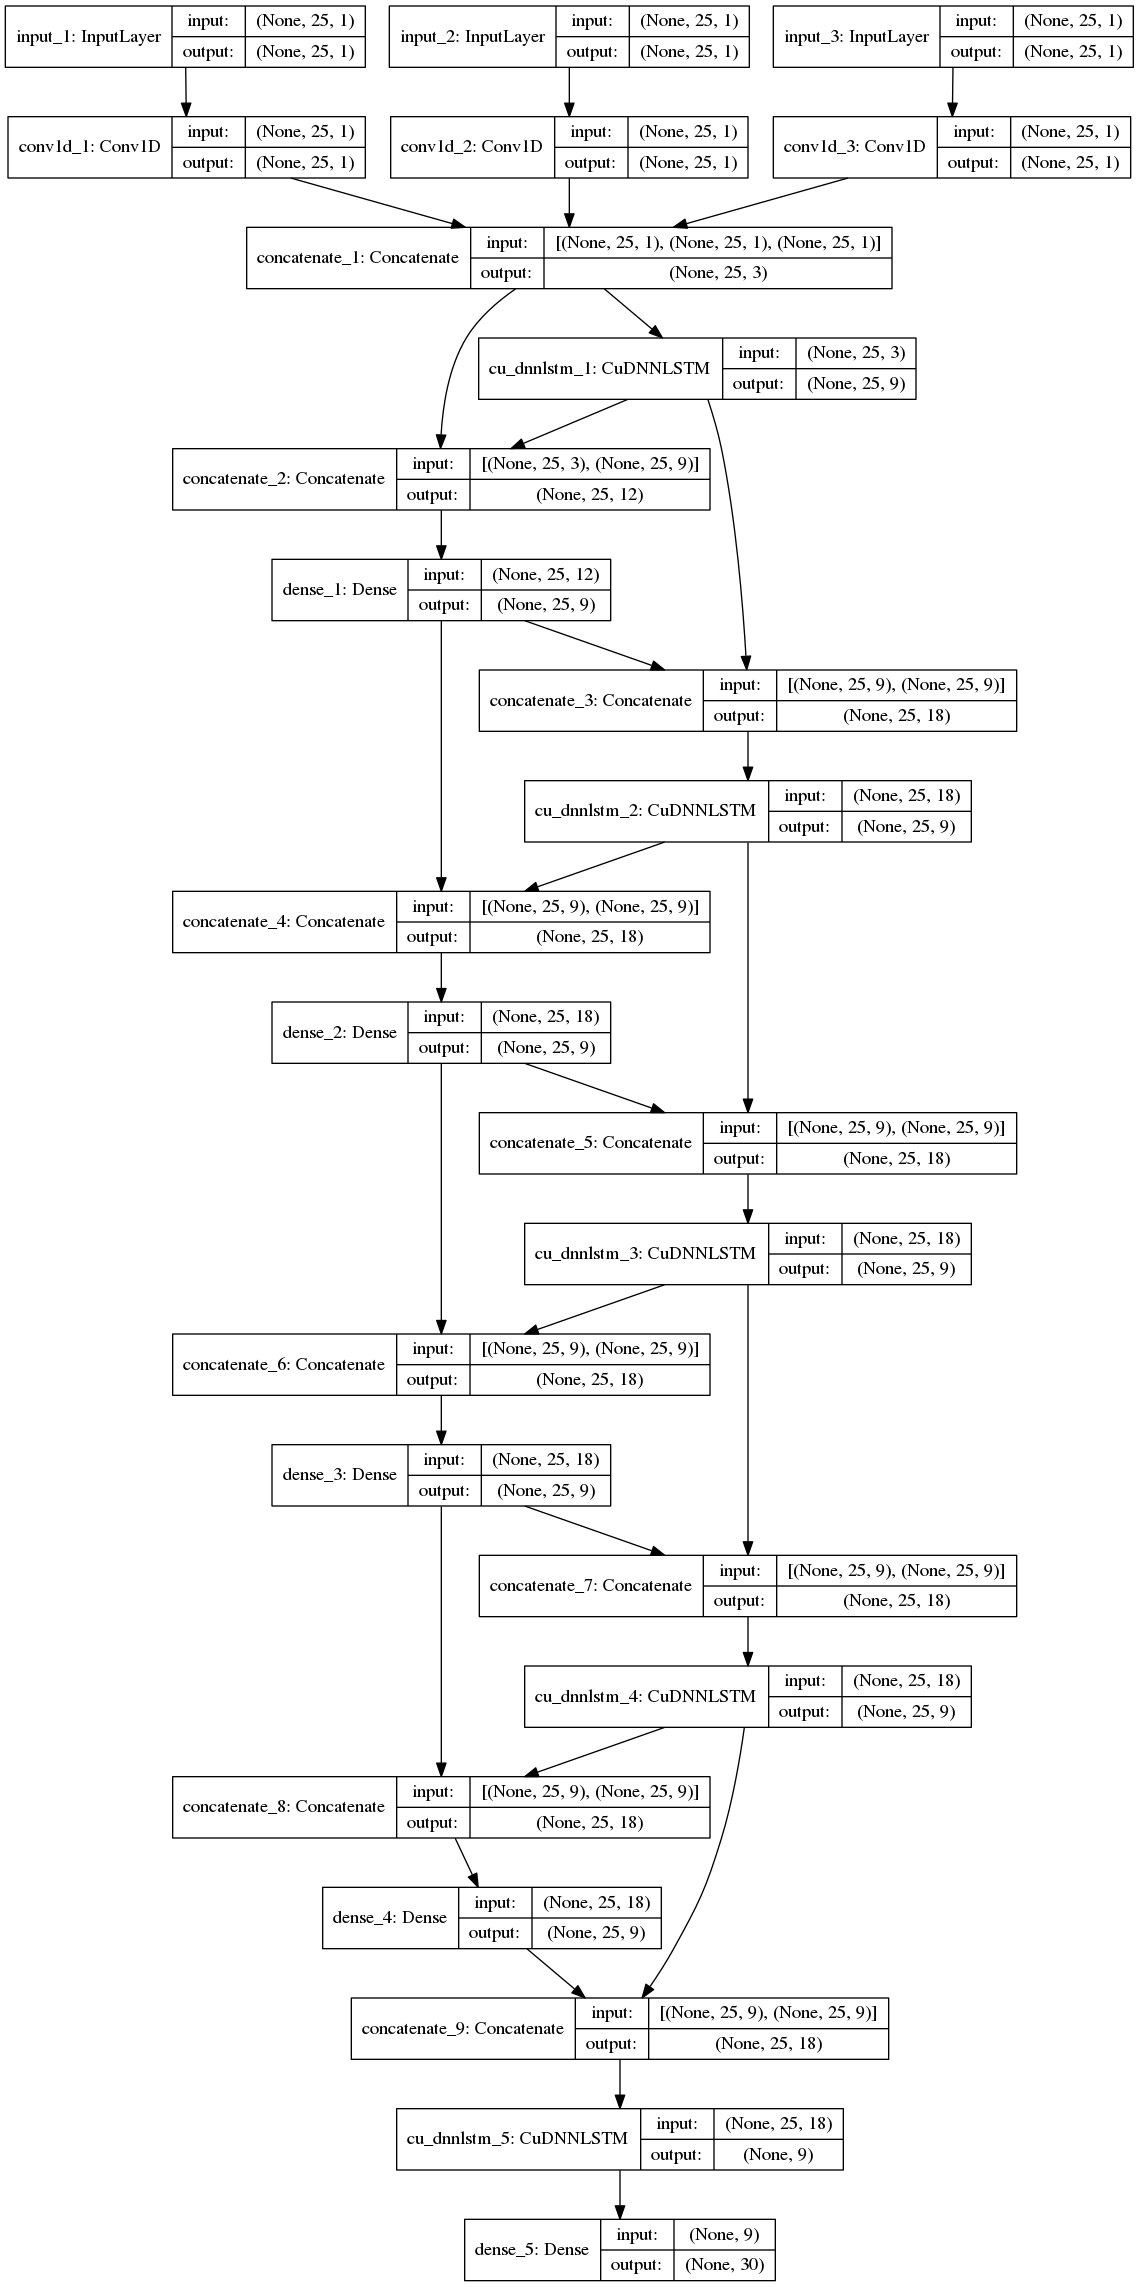 input_1: InputLayer
input: (None, 25, 1)
output: (None, 25, 1)
input_2: InputLayer
input: (None, 25, 1)
output: (None, 25, 1)
input_3: InputLayer
input: (None, 25, 1)
output: (None, 25, 1)
conv1d_1: Conv1D
input: (None, 25, 1)
output: (None, 25, 1)
conv1d_2: Conv1D
input: (None, 25, 1)
output: (None, 25, 1)
conv1d_3: Conv1D
input: (None, 25, 1)
output: (None, 25, 1)
concatenate_1: Concatenate
input: [(None, 25, 1), (None, 25, 1), (None, 25, 1)]
output: (None, 25, 3)
cu_dnnlstm_1: CuDNNLSTM
input: (None, 25, 3)
output: (None, 25, 9)
concatenate_2: Concatenate
input: [(None, 25, 3), (None, 25, 9)]
output: (None, 25, 12)
dense_1: Dense
input: (None, 25, 12)
output: (None, 25, 9)
concatenate_3: Concatenate
input: [(None, 25, 9), (None, 25, 9)]
output: (None, 25, 18)
cu_dnnlstm_2: CuDNNLSTM
input: (None, 25, 18)
output: (None, 25, 9)
concatenate_4: Concatenate
input: [(None, 25, 9), (None, 25, 9)]
output: (None, 25, 18)
dense_2: Dense
input: (None, 25, 18)
output: (None, 25, 9)
concatenate_5: Concatenate
input: [(None, 25, 9), (None, 25, 9)]
output: (None, 25, 18)
cu_dnnlstm_3: CuDNNLSTM
input: (None, 25, 18)
output: (None, 25, 9)
concatenate_6: Concatenate
input: [(None, 25, 9), (None, 25, 9)]
output: (None, 25, 18)
dense_3: Dense
input: (None, 25, 18)
output: (None, 25, 9)
concatenate_7: Concatenate
input: [(None, 25, 9), (None, 25, 9)]
output: (None, 25, 18)
cu_dnnlstm_4: CuDNNLSTM
input: (None, 25, 18)
output: (None, 25, 9)
concatenate_8: Concatenate
input: [(None, 25, 9), (None, 25, 9)]
output: (None, 25, 18)
dense_4: Dense
input: (None, 25, 18)
output: (None, 25, 9)
concatenate_9: Concatenate
input: [(None, 25, 9), (None, 25, 9)]
output: (None, 25, 18)
cu_dnnlstm_5: CuDNNLSTM
input: (None, 25, 18)
output: (None, 9)
dense_5: Dense
input: (None, 9)
output: (None, 30)